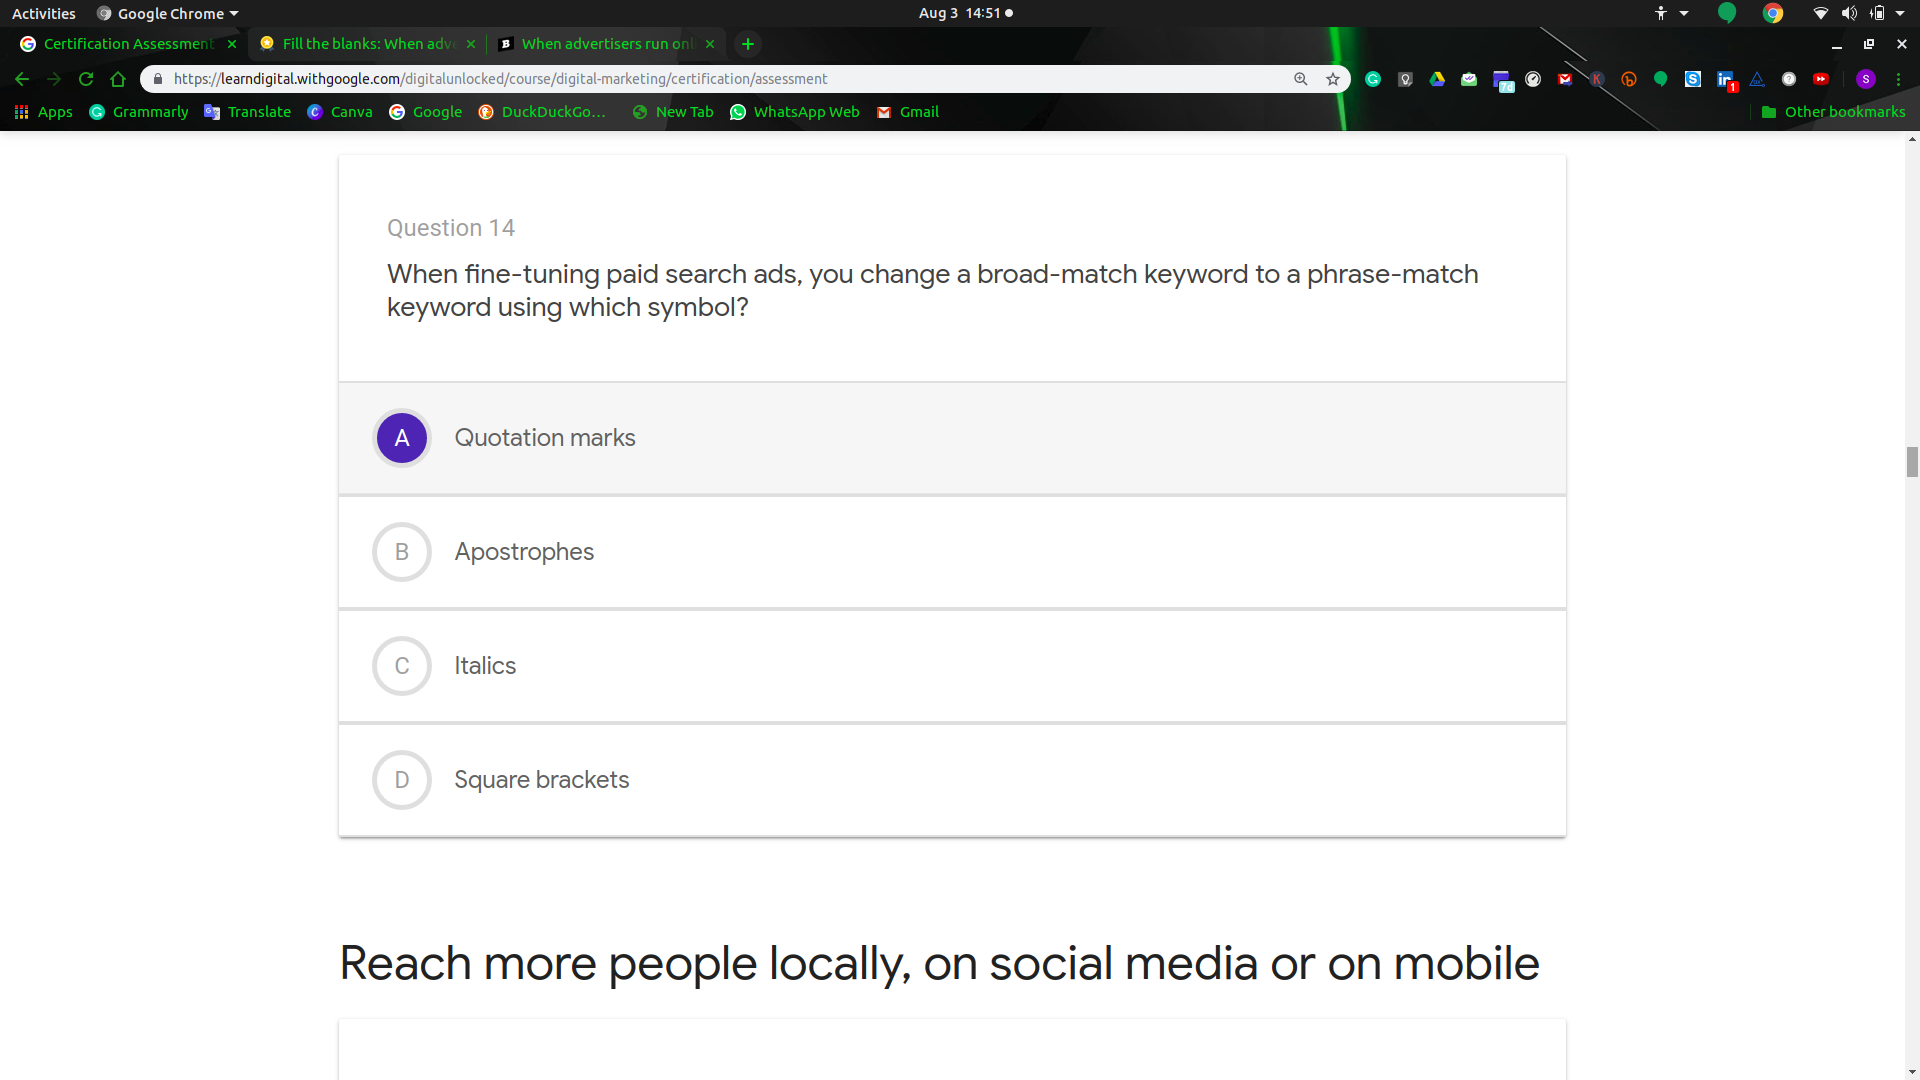 Activities Google Chrome Aug 3 14:51
Certification Assessment Fill the blanks: When adve When advertisers run onl
https://learndigital.withgoogle.com/digitalunlocked/course/digital-marketing/certification/assessment
Apps Grammarly Translate Canva Google DuckDuckGo... New Tab WhatsApp Web Gmail Other bookmarks
Question 14
When fine-tuning paid search ads, you change a broad-match keyword to a phrase-match
keyword using which symbol?
A Quotation marks
B Apostrophes
C Italics
D Square brackets
Reach more people locally, on social media or on mobile